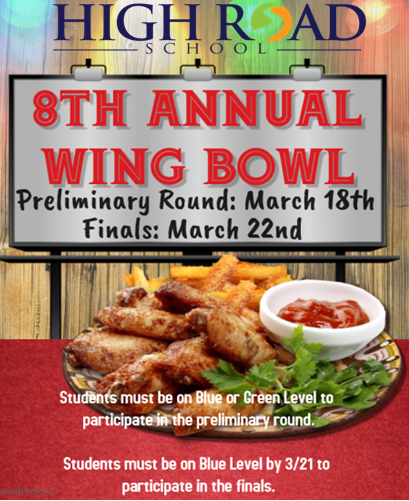 HIGH ROAD
SCHOOL
8TH ANNUAL
WING BOWL
Preliminary Round: March 18th
Finals: March 22nd
Students must be on Blue or Green Level to
participate in the preliminary round.
Students must be on Blue Level by 3/21 to
participate in the finals.